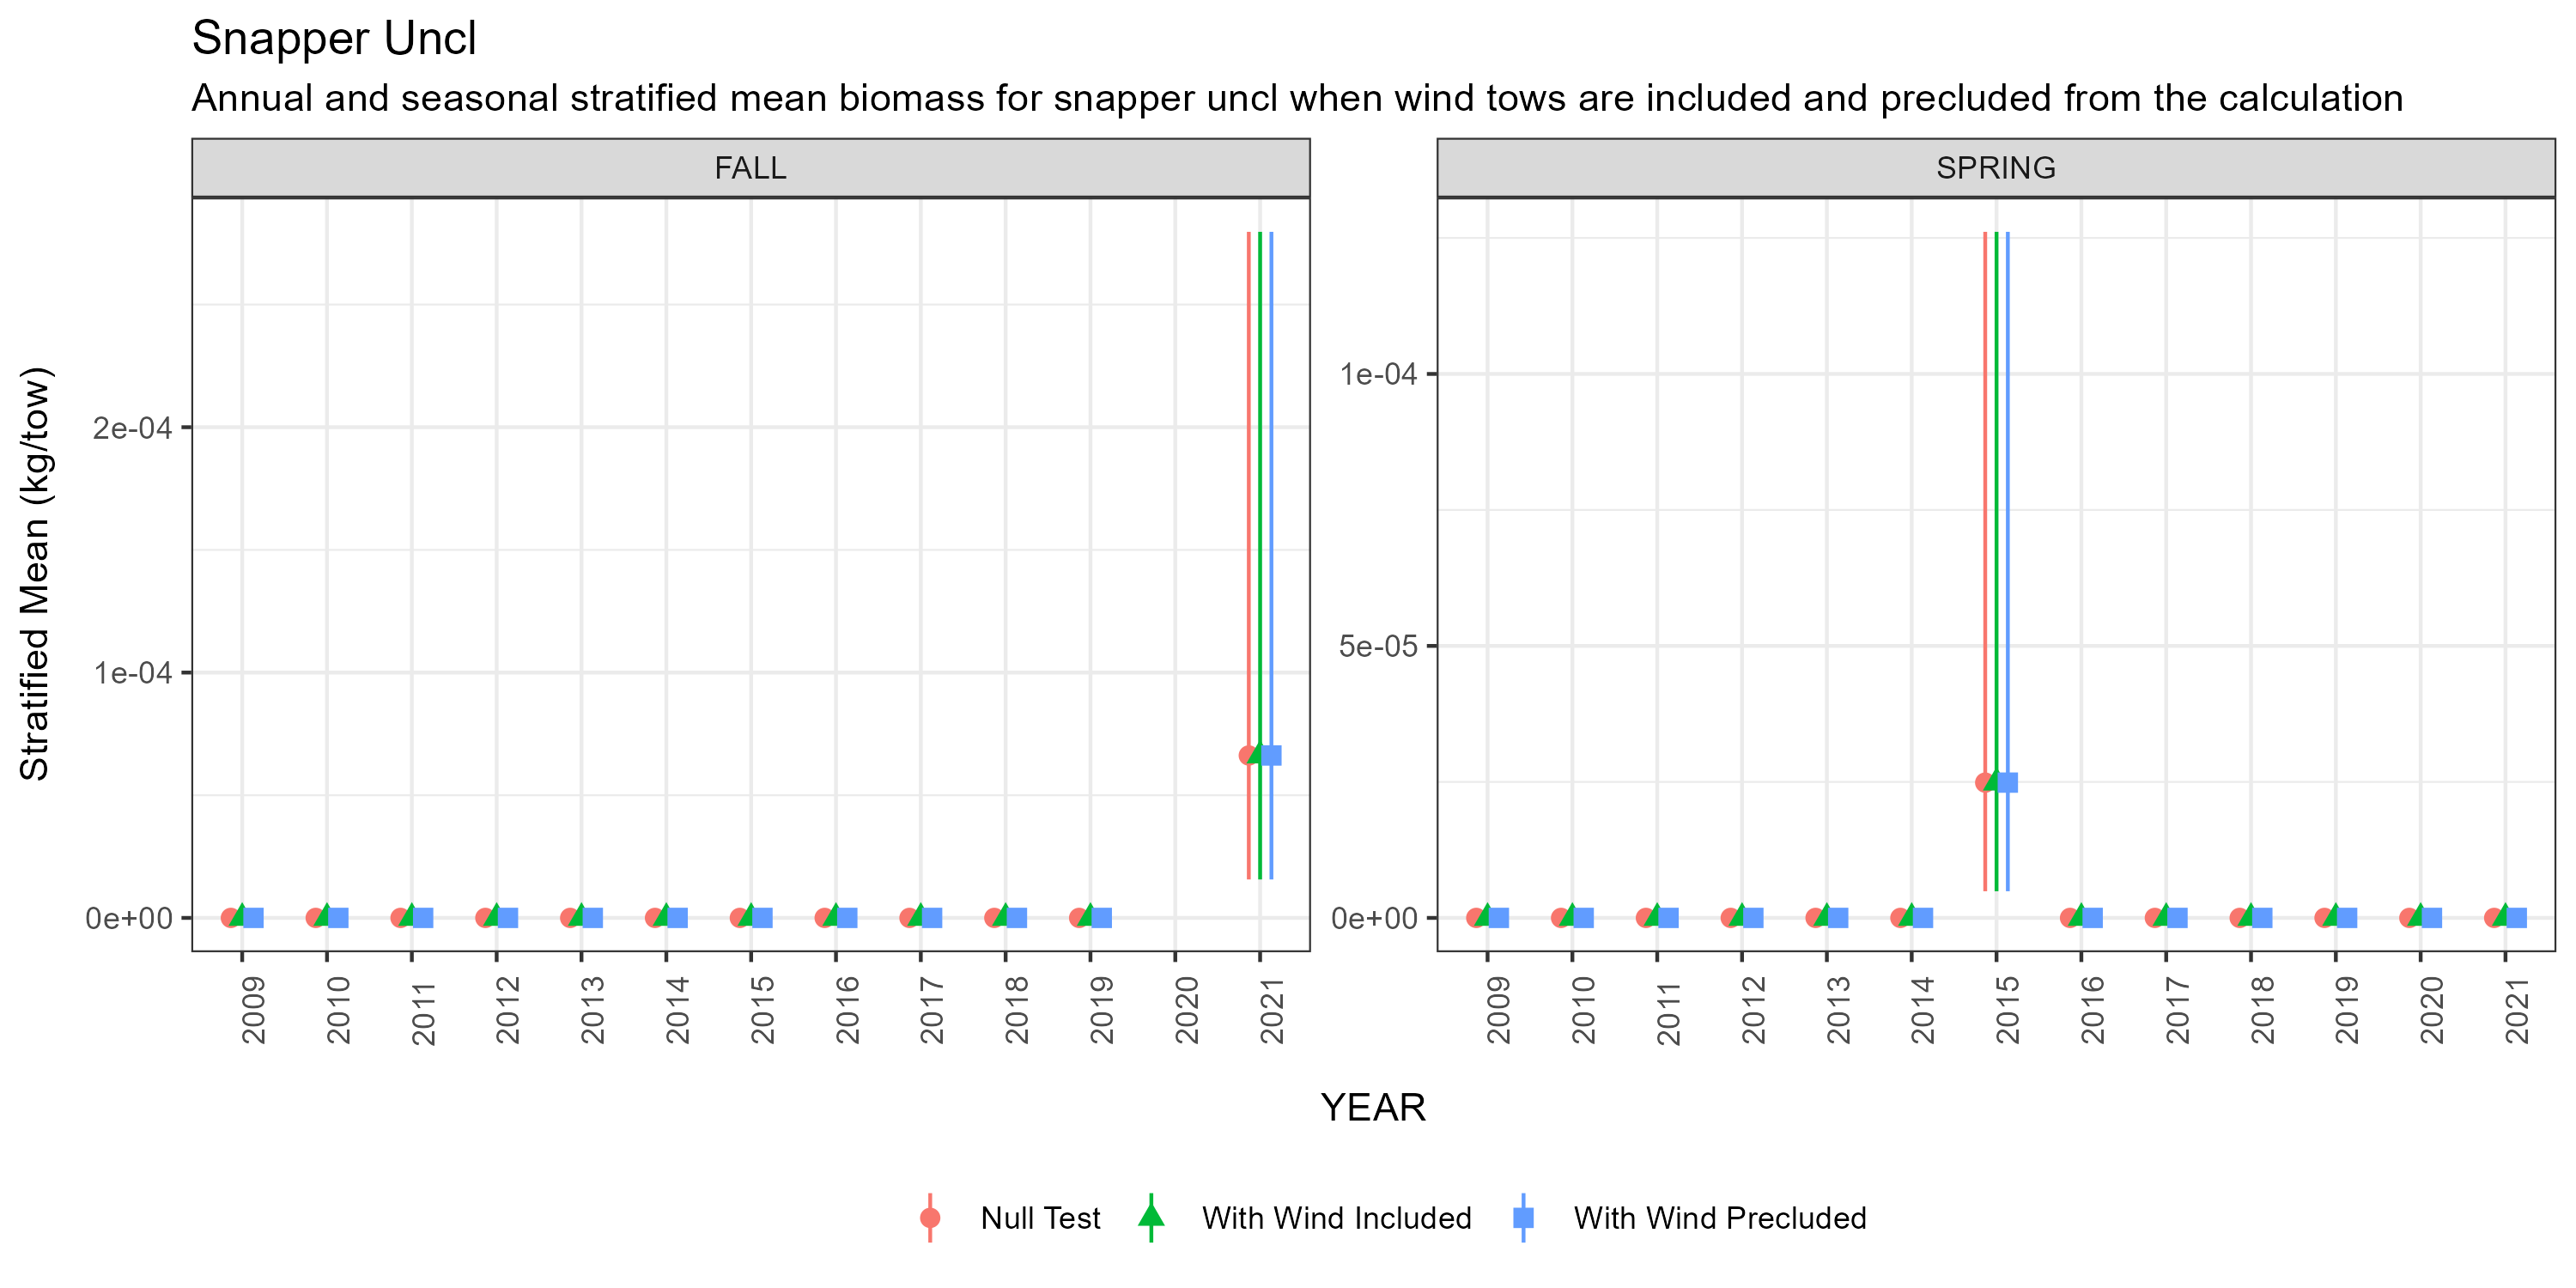 Snapper Uncl
Annual and seasonal stratified mean biomass for snapper uncl when wind tows are included and precluded from the calculation
FALL
SPRING
Stratified Mean (kg/tow)
2e-04
1e-04
0e+00
1e-04
5e-05
0e+00
2009
2010
2011
2012
2013
2014
2015
2016
2017
2018
2019
2020
2021
2009
2010
2011
2012
2013
2014
2015
2016
2017
2018
2019
2020
2021
YEAR
Null Test
With Wind Included
With Wind Precluded